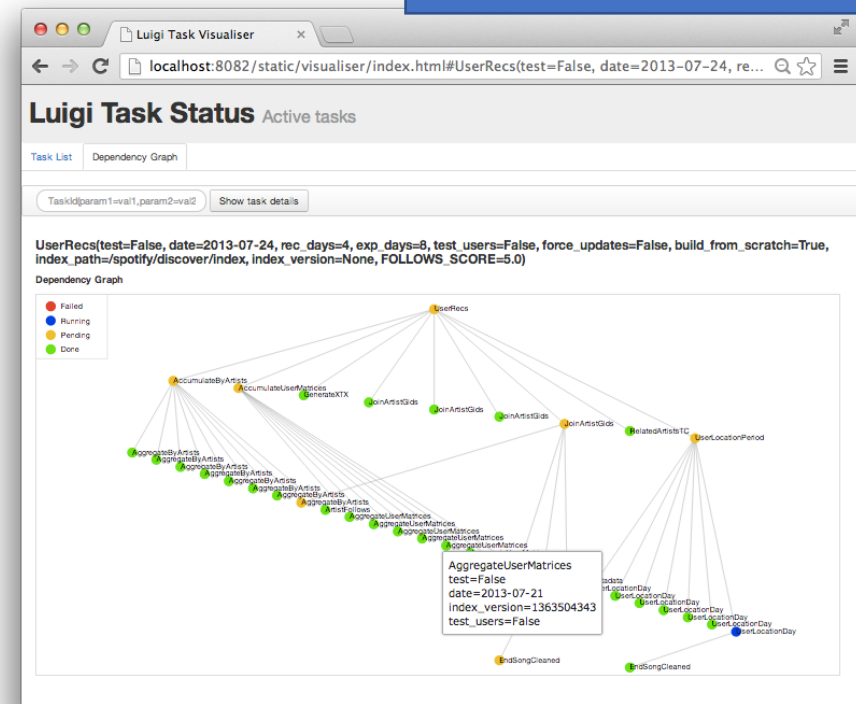 Luigi Task Visualiser
localhost:8082/static/visualiser/index.html#UserRecs(test=False, date=2013-07-24, re...
Luigi Task Status Active tasks
Task List Dependency Graph
TaskId(param1=val1,param2=val2 Show task details
UserRecs(test=False, date=2013-07-24, rec_days=4, exp_days=8, test_users=False, force_updates=False, build_from_scratch=True,
index_path=/spotify/discover/index, index_version=None, FOLLOWS_SCORE=5.0)
Dependency Graph
Failed
Running
Pending
Done
UserRecs
AccumulateByArtists
AccumulateUserMatrices
GenerateXTX
JoinArtistGids
JoinArtistGids
JoinArtistGids
JoinArtistGids
RelatedArtistsTC
UserLocationPeriod
AggregateByArtists
AggregateByArtists
AggregateByArtists
AggregateByArtists
AggregateByArtists
AggregateByArtists
AggregateByArtists
AggregateByArtists
ArtistFollows
AggregateUserMatrices
AggregateUserMatrices
AggregateUserMatrices
AggregateUserMatrices
AggregateUserMatrices
AggregateUserMatrices
test=False
date=2013-07-21
index_version=1363504343
test_users=False
UserLocationDay
UserLocationDay
UserLocationDay
UserLocationDay
UserLocationDay
UserLocationDay
EndSongCleaned
EndSongCleaned